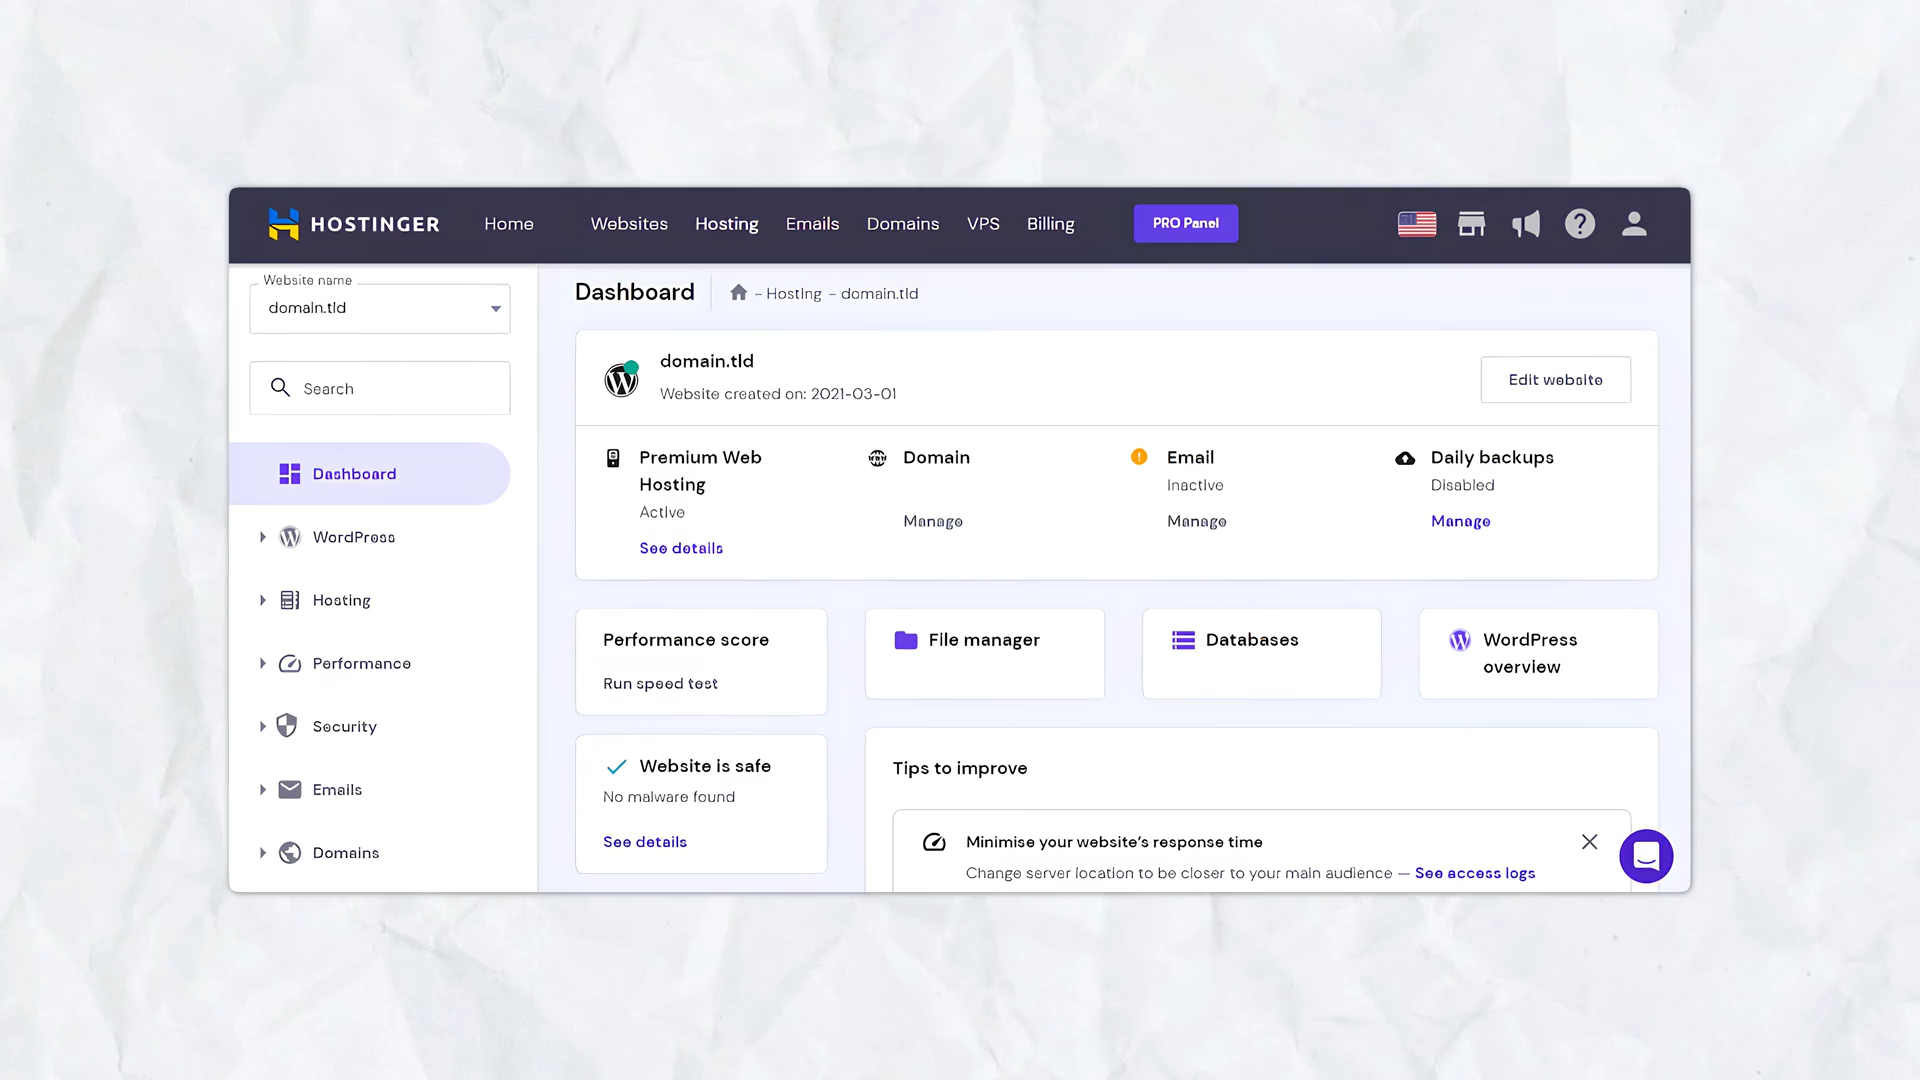 HOSTINGER Home Websites Hosting Emails Domains VPS Billing PRO Panel
Website name
domain.tld
Search
Dashboard
WordPress
Hosting
Performance
Security
Emails
Domains
Dashboard – Hosting – domain.tld
domain.tld
Website created on: 2021-03-01
Edit website
Premium Web
Hosting
Active
See details
Domain
Manage
Email
Inactive
Manage
Daily backups
Disabled
Manage
Performance score
Run speed test
File manager
Databases
WordPress
overview
Website is safe
No malware found
See details
Tips to improve
Minimise your website's response time
Change server location to be closer to your main audience — See access logs